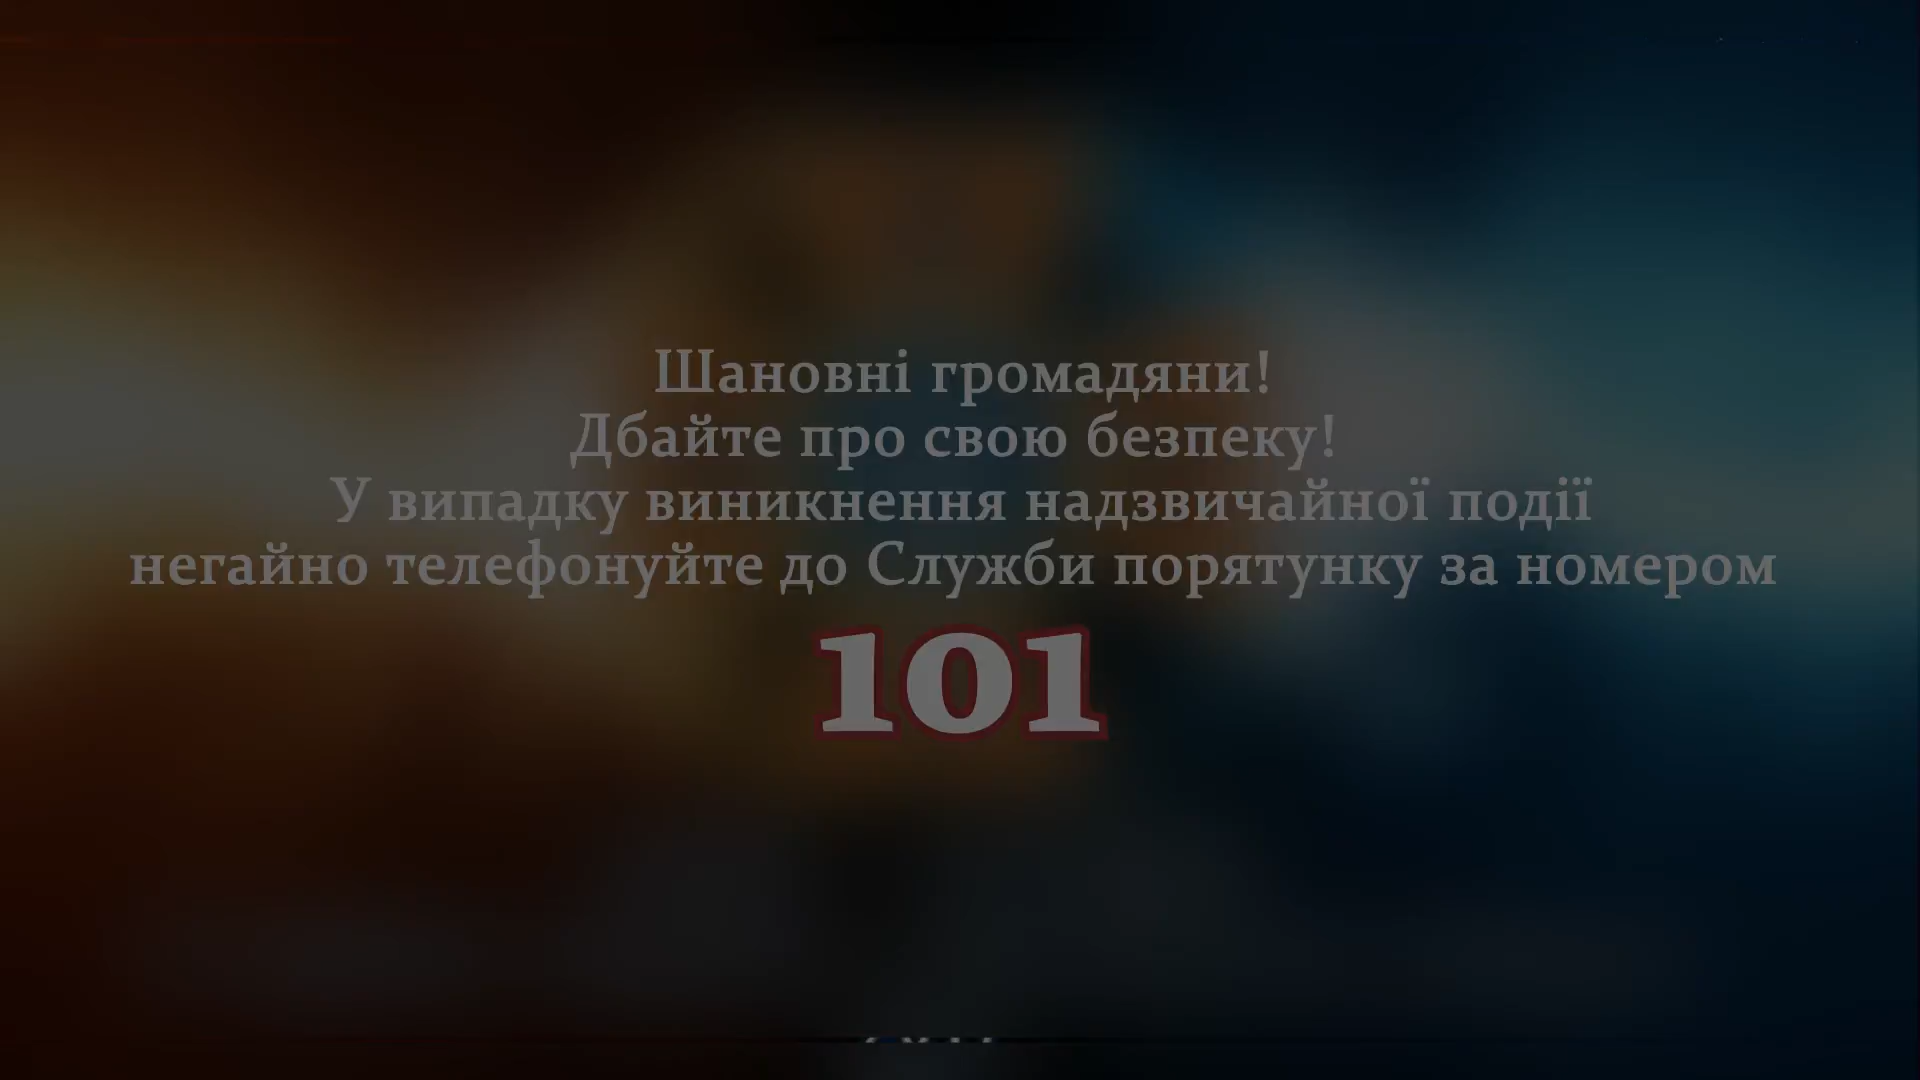 Шановні громадяни!
Дбайте про свою безпеку!
У випадку виникнення надзвичайної події
негайно телефонуйте до Служби порятунку за номером
101